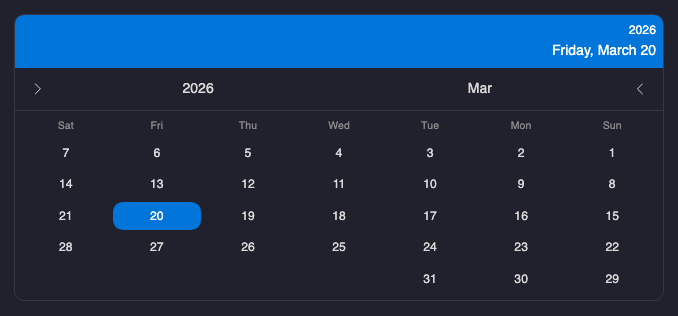 2026
Friday, March 20
2026 Mar
Sat Fri Thu Wed Tue Mon Sun
7 6 5 4 3 2 1
14 13 12 11 10 9 8
21 20 19 18 17 16 15
28 27 26 25 24 23 22
31 30 29